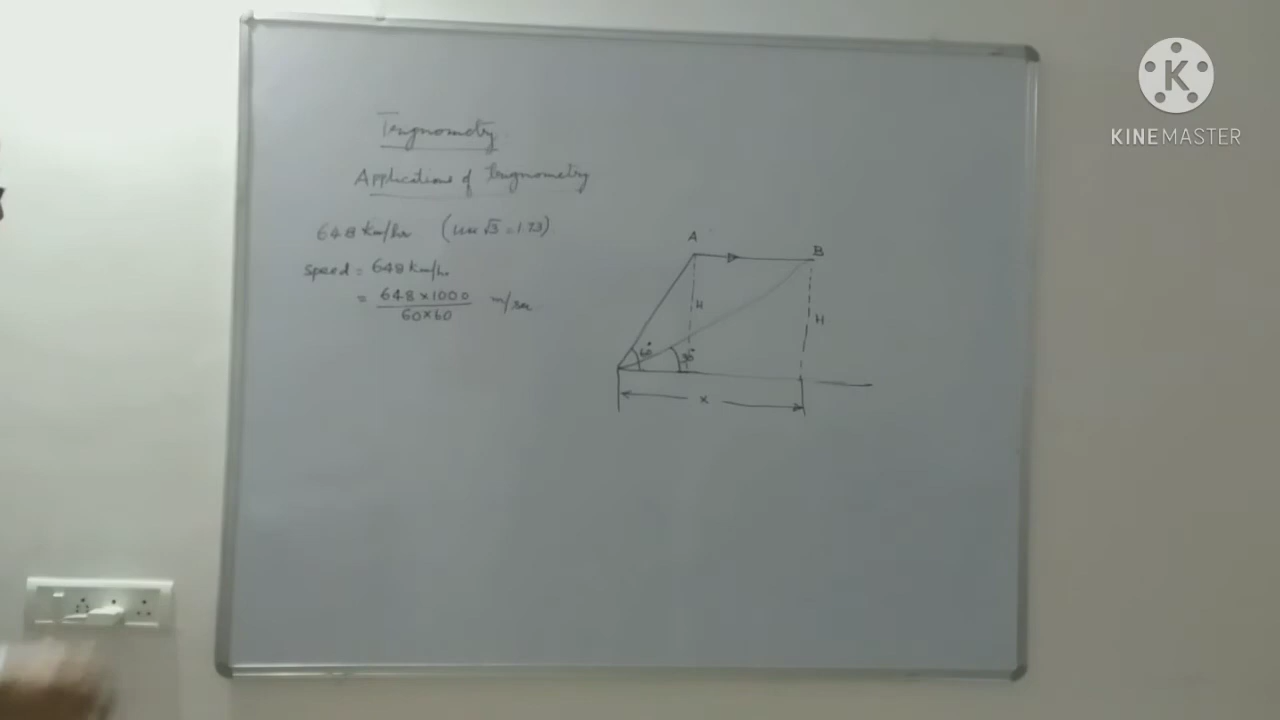 KINEMASTER
Trignometry
Applications of Trignometry
648 km/hr (use √3 = 1.73)
Speed = 648 km/hr
= 648 × 1000 / 60 × 60 m/sec
A
B
H
H
60°
30°
x